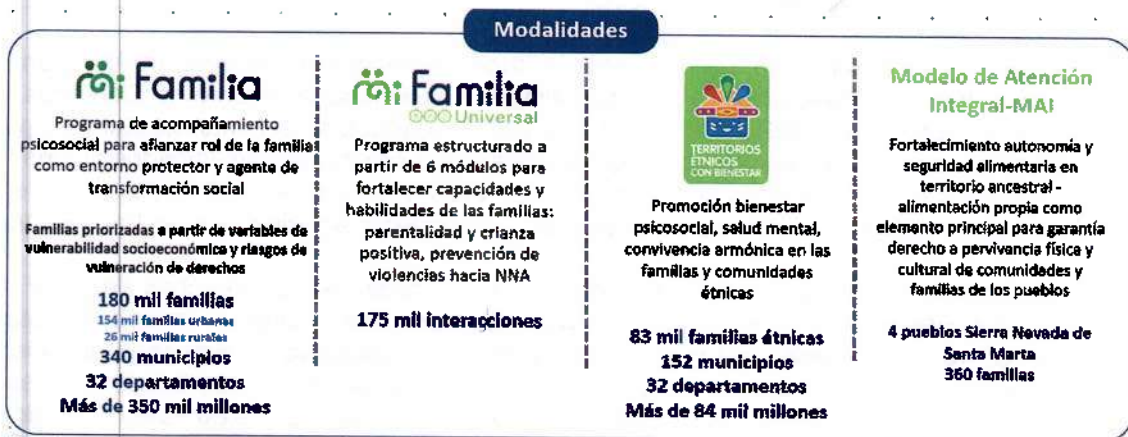 Modalidades
mi Familia
Programa de acompañamiento
psicosocial para afianzar rol de la familia
como entorno protector y agente de
transformación social
Familias priorizadas a partir de variables de
vulnerabilidad socioeconómica y riesgos de
vulneración de derechos
180 mil familias
154 mil familias urbanas
26 mil familias rurales
340 municipios
32 departamentos
Más de 350 mil millones
mi Familia
Universal
Programa estructurado a
partir de 6 módulos para
fortalecer capacidades y
habilidades de las familias:
parentalidad y crianza
positiva, prevención de
violencias hacia NNA
175 mil interacciones
TERRITORIOS
ÉTNICOS
CON BIENESTAR
Promoción bienestar
psicosocial, salud mental,
convivencia armónica en las
familias y comunidades
étnicas
83 mil familias étnicas
152 municipios
32 departamentos
Más de 84 mil millones
Modelo de Atención
Integral-MAI
Fortalecimiento autonomía y
seguridad alimentaria en
territorio ancestral -
alimentación propia como
elemento principal para garantía
derecho a pervivencia física y
cultural de comunidades y
familias de los pueblos
4 pueblos Sierra Nevada de
Santa Marta
360 familias